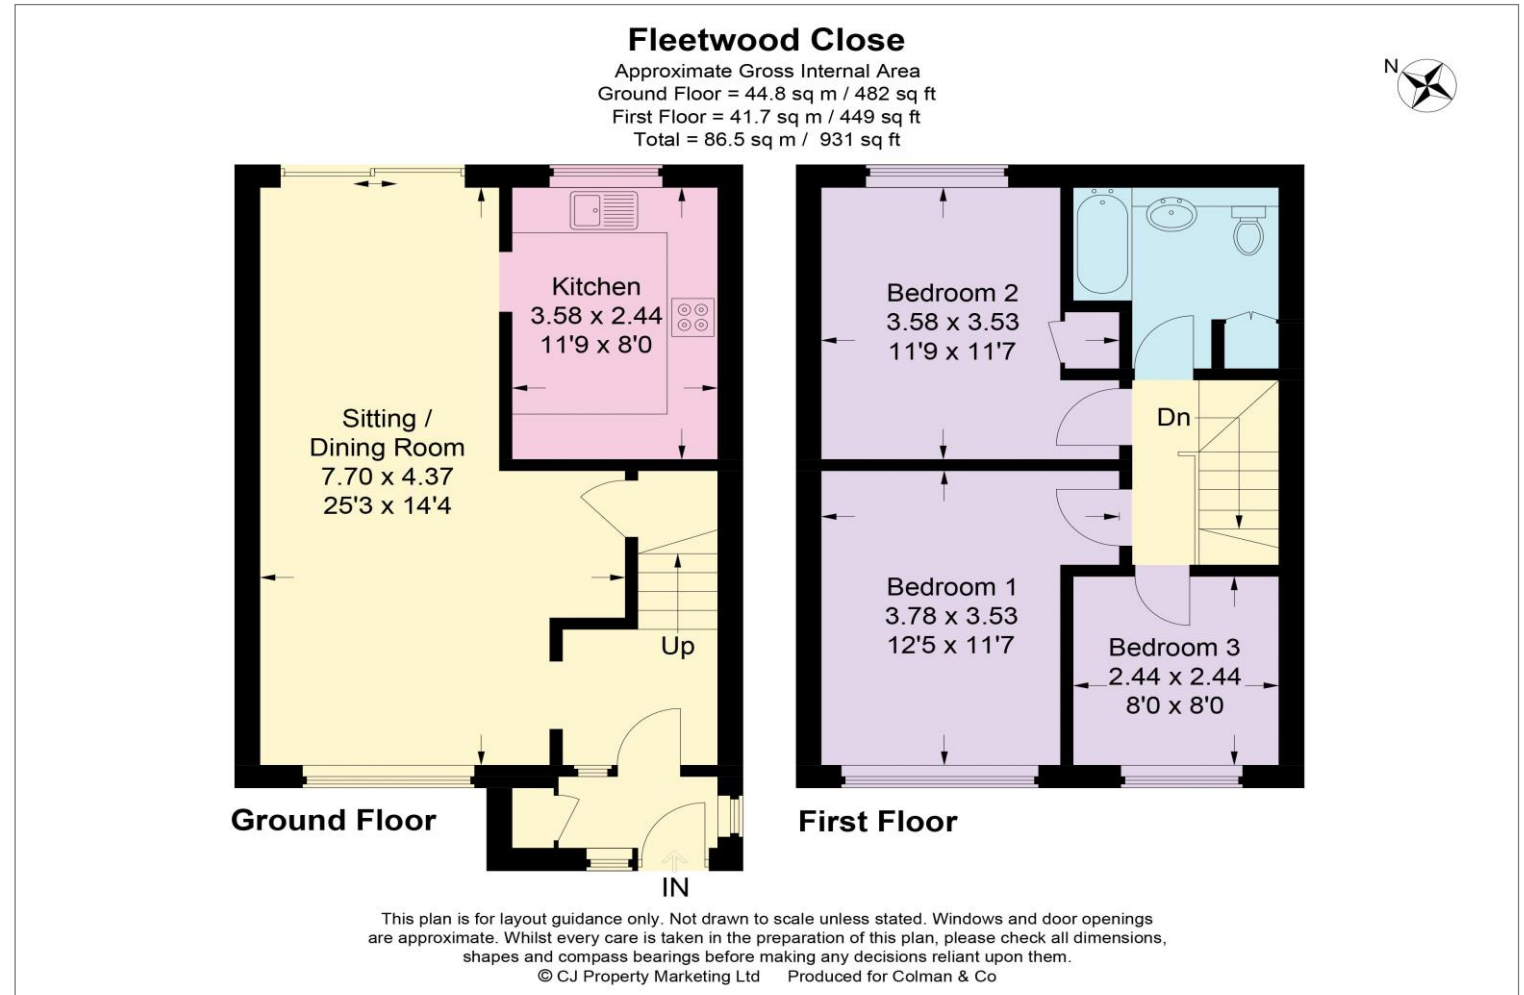 Fleetwood Close
Approximate Gross Internal Area
Ground Floor = 44.8 sq m / 482 sq ft
First Floor = 41.7 sq m / 449 sq ft
Total = 86.5 sq m / 931 sq ft
N
Kitchen
3.58 x 2.44
11'9 x 8'0
Sitting /
Dining Room
7.70 x 4.37
25'3 x 14'4
Up
IN
Ground Floor
Bedroom 2
3.58 x 3.53
11'9 x 11'7
Dn
Bedroom 1
3.78 x 3.53
12'5 x 11'7
Bedroom 3
2.44 x 2.44
8'0 x 8'0
First Floor
This plan is for layout guidance only. Not drawn to scale unless stated. Windows and door openings
are approximate. Whilst every care is taken in the preparation of this plan, please check all dimensions,
shapes and compass bearings before making any decisions reliant upon them.
© CJ Property Marketing Ltd Produced for Colman & Co